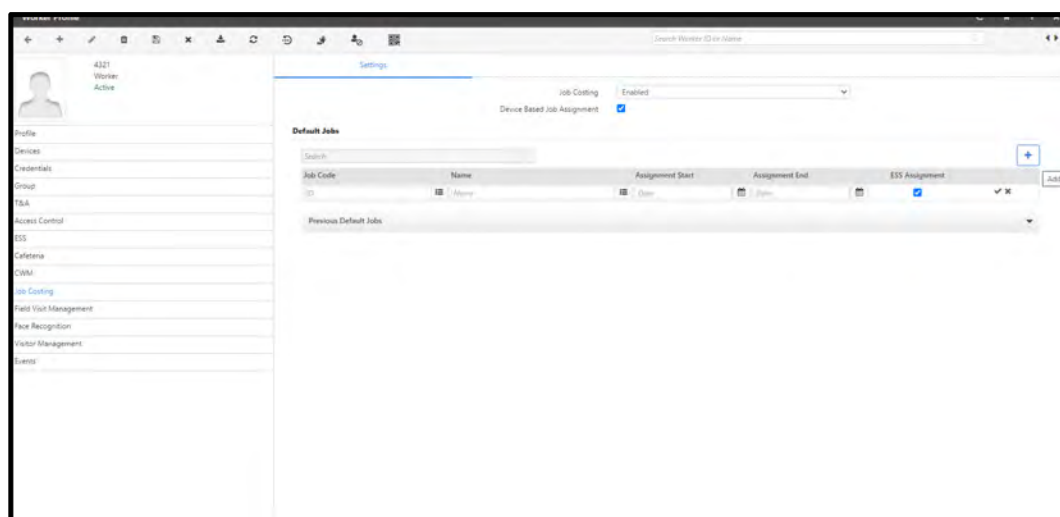 Worker Profile
Search Worker ID or Name
4321
Worker
Active
Settings
Job Costing Enabled
Device Based Job Assignment
Default Jobs
Profile
Devices
Credentials
Group
T&A
Access Control
ESS
Cafeteria
CWM
Job Costing
Field Visit Management
Face Recognition
Visitor Management
Events
Search
Job Code Name Assignment Start Assignment End ESS Assignment
Add
ID Name Date Date
Previous Default Jobs